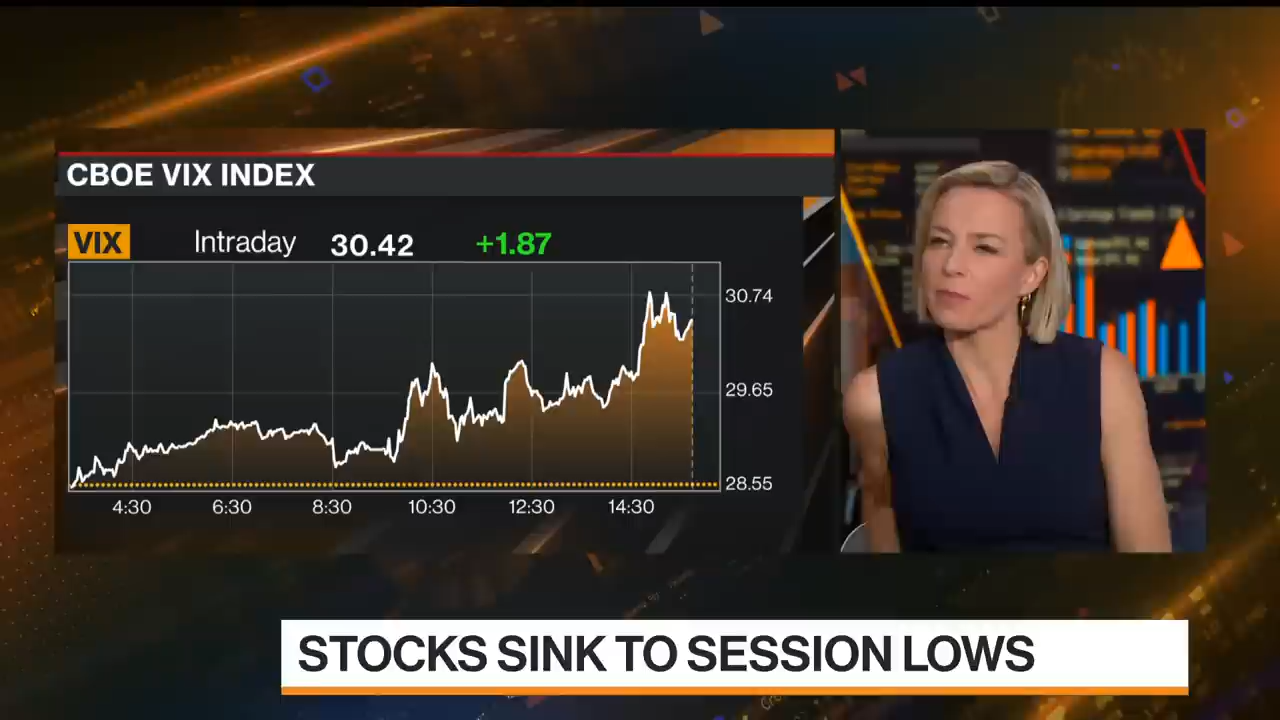 CBOE VIX INDEX
VIX Intraday 30.42 +1.87
30.74
29.65
28.55
4:30 6:30 8:30 10:30 12:30 14:30
STOCKS SINK TO SESSION LOWS